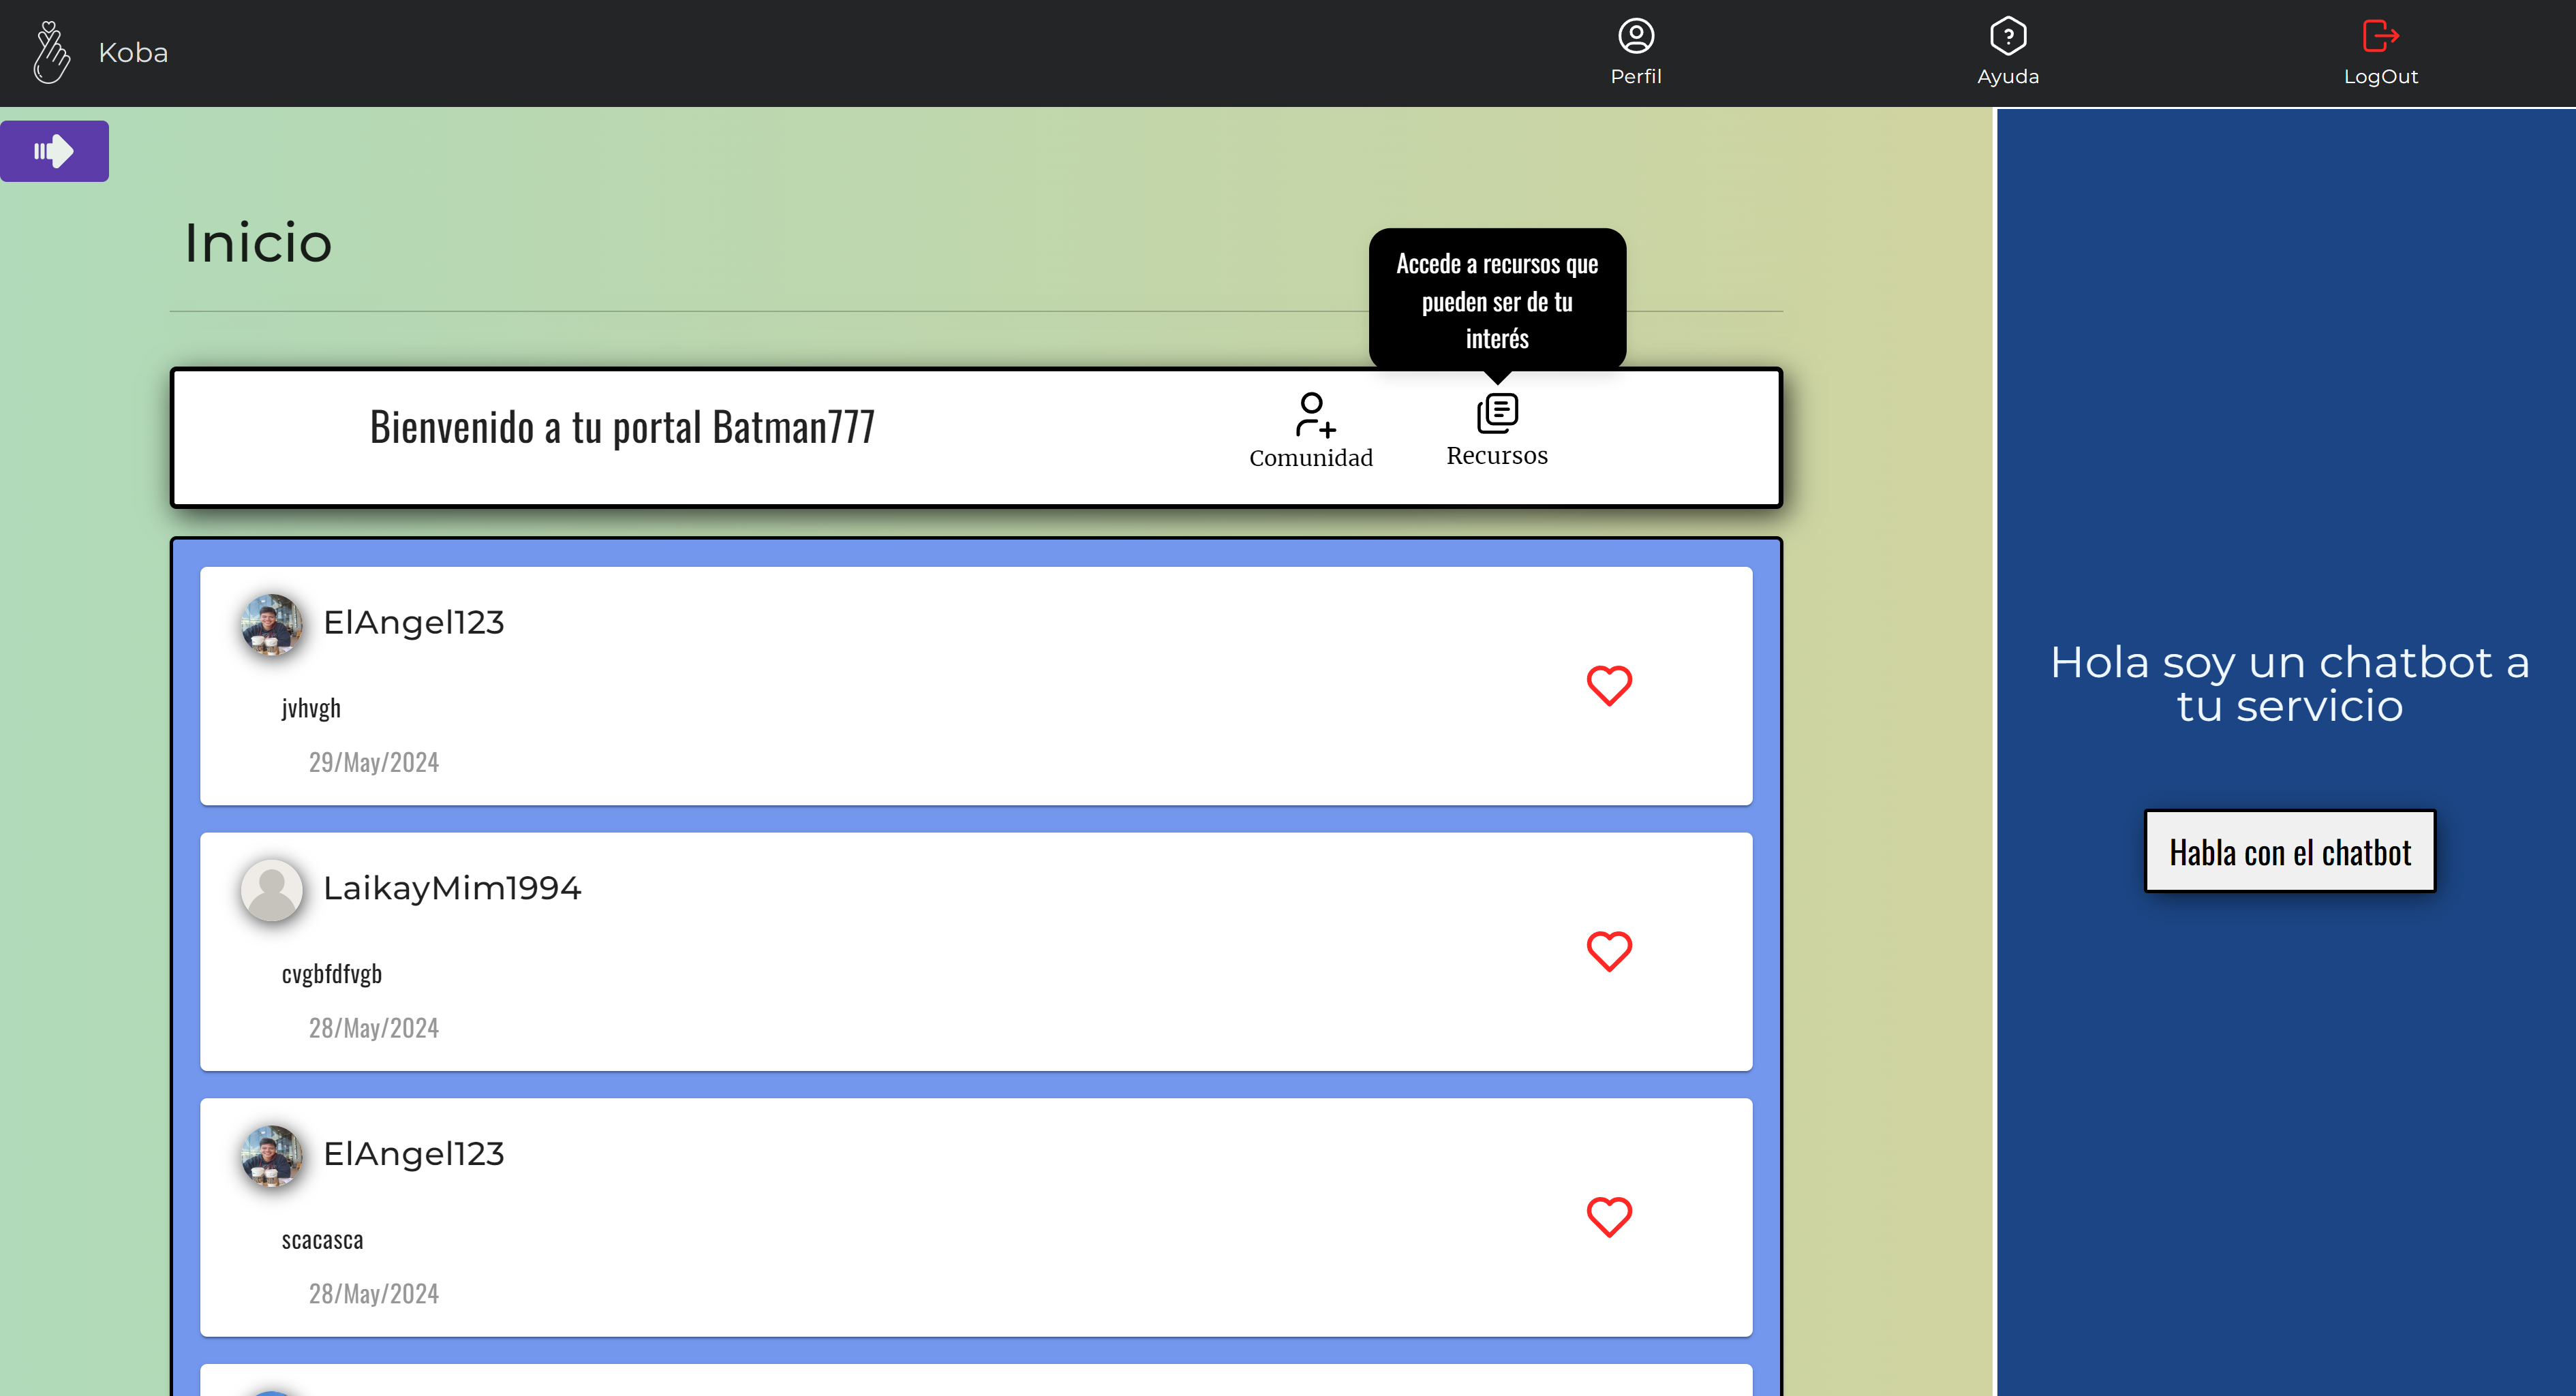 Koba
Perfil
Ayuda
LogOut
Inicio
Accede a recursos que
pueden ser de tu
interés
Bienvenido a tu portal Batman777
Comunidad
Recursos
ElAngel123
jvhvgh
29/May/2024
LaikayMim1994
cvgbfdfvgb
28/May/2024
ElAngel123
scacasca
28/May/2024
Hola soy un chatbot a
tu servicio
Habla con el chatbot